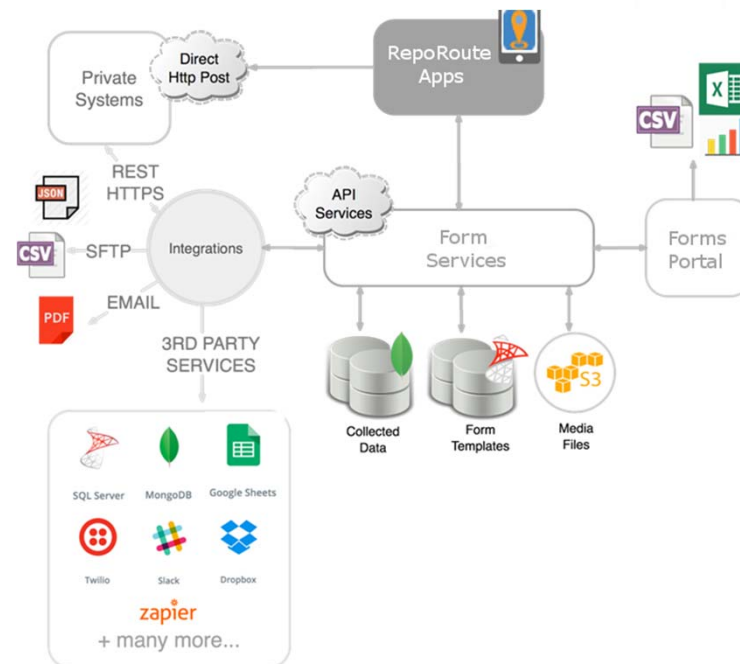 Private
Systems
Direct
Http Post
RepoRoute
Apps
CSV
X
REST
HTTPS
JSON
API
Services
Integrations
Form
Services
Forms
Portal
CSV
SFTP
PDF
EMAIL
3RD PARTY
SERVICES
S3
Collected
Data
Form
Templates
Media
Files
SQL Server
MongoDB
Google Sheets
Twilio
Slack
Dropbox
zapier
+ many more...